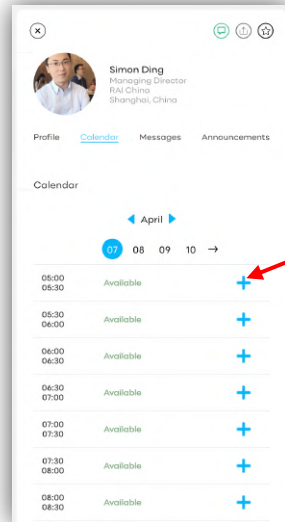 Simon Ding
Managing Director
RAI China
Shanghai, China
Profile Calendar Messages Announcements
Calendar
April
07 08 09 10 →
05:00
05:30 Available +
05:30
06:00 Available +
06:00
06:30 Available +
06:30
07:00 Available +
07:00
07:30 Available +
07:30
08:00 Available +
08:00
08:30 Available +